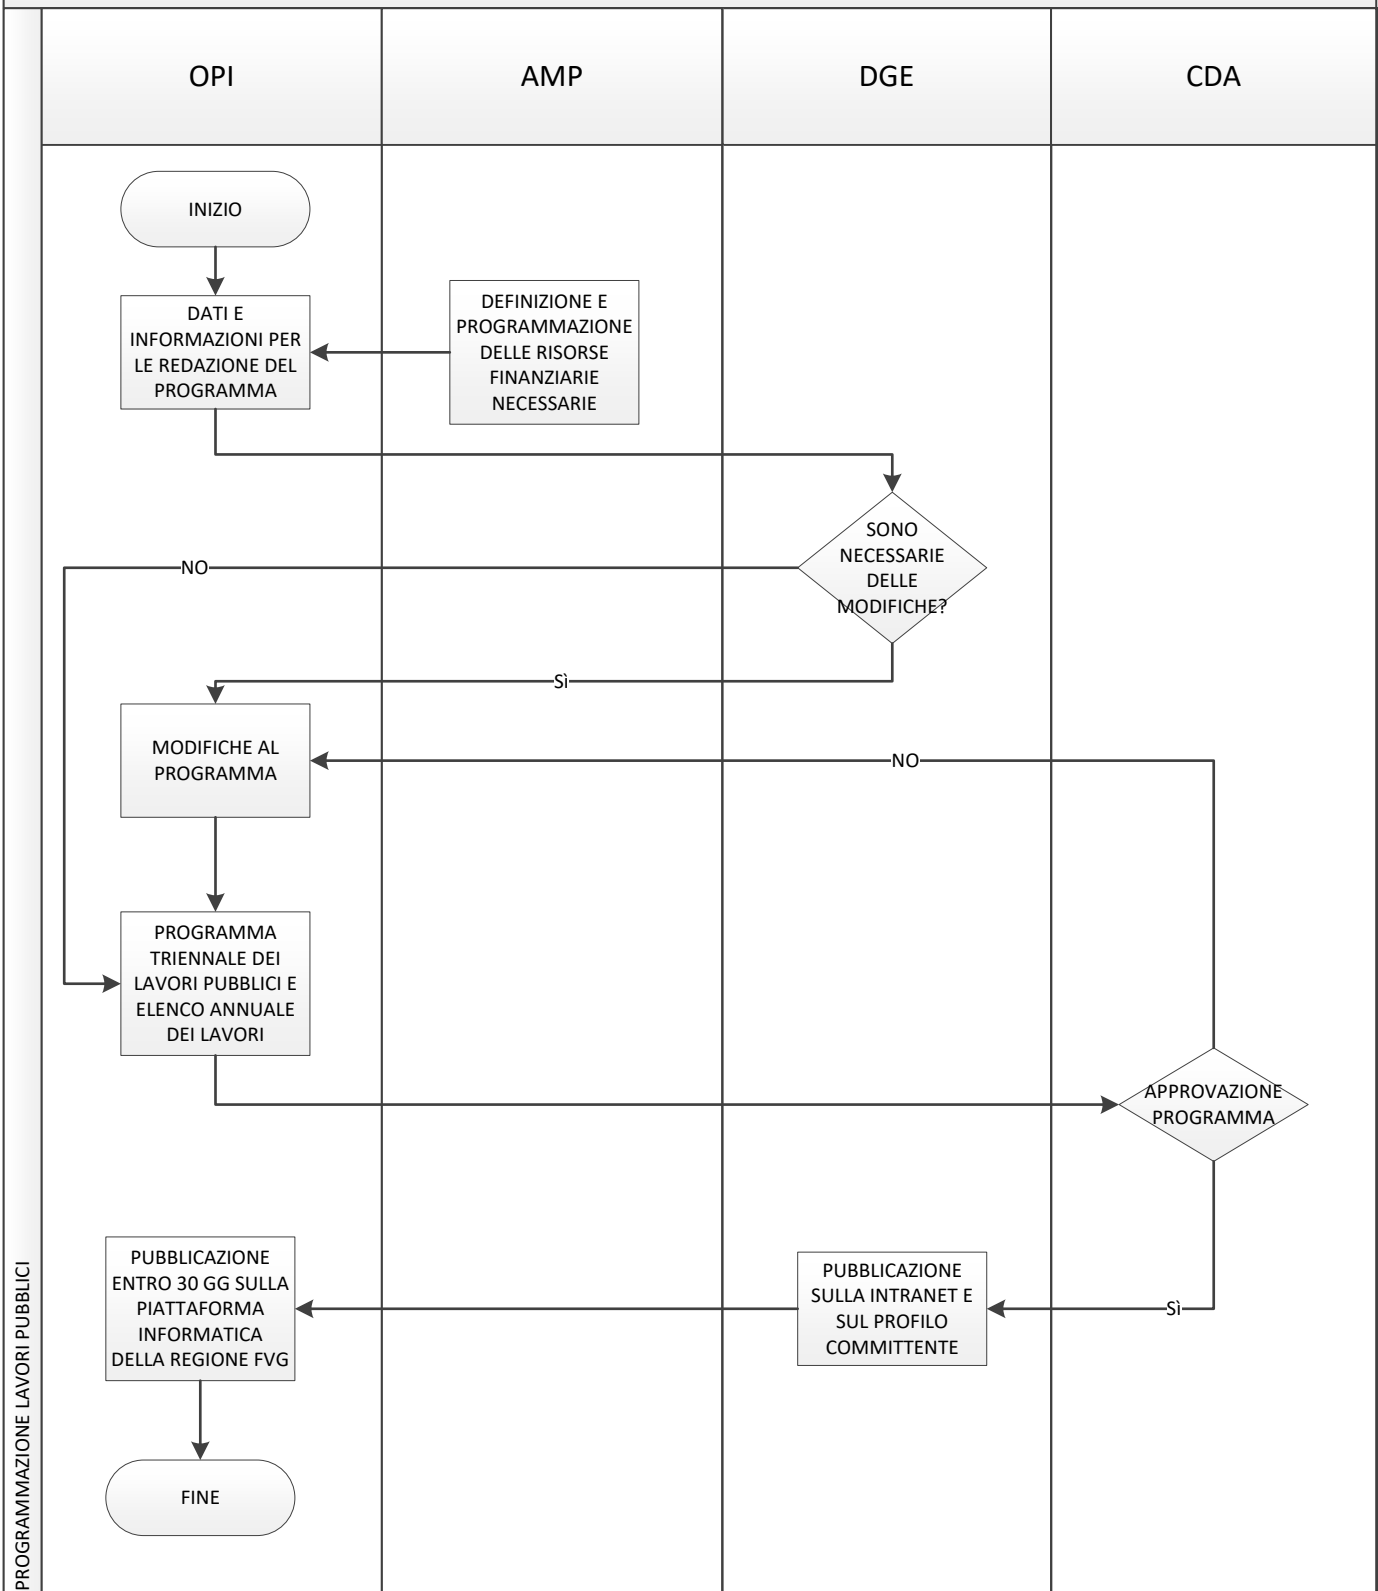 OPI
AMP
DGE
CDA
INIZIO
DATI E
INFORMAZIONI PER
LE REDAZIONE DEL
PROGRAMMA
DEFINIZIONE E
PROGRAMMAZIONE
DELLE RISORSE
FINANZIARIE
NECESSARIE
SONO
NECESSARIE
DELLE
MODIFICHE?
NO
Sì
MODIFICHE AL
PROGRAMMA
NO
PROGRAMMA
TRIENNALE DEI
LAVORI PUBBLICI E
ELENCO ANNUALE
DEI LAVORI
APPROVAZIONE
PROGRAMMA
Sì
PUBBLICAZIONE
SULLA INTRANET E
SUL PROFILO
COMMITTENTE
PUBBLICAZIONE
ENTRO 30 GG SULLA
PIATTAFORMA
INFORMATICA
DELLA REGIONE FVG
FINE
PROGRAMMAZIONE LAVORI PUBBLICI